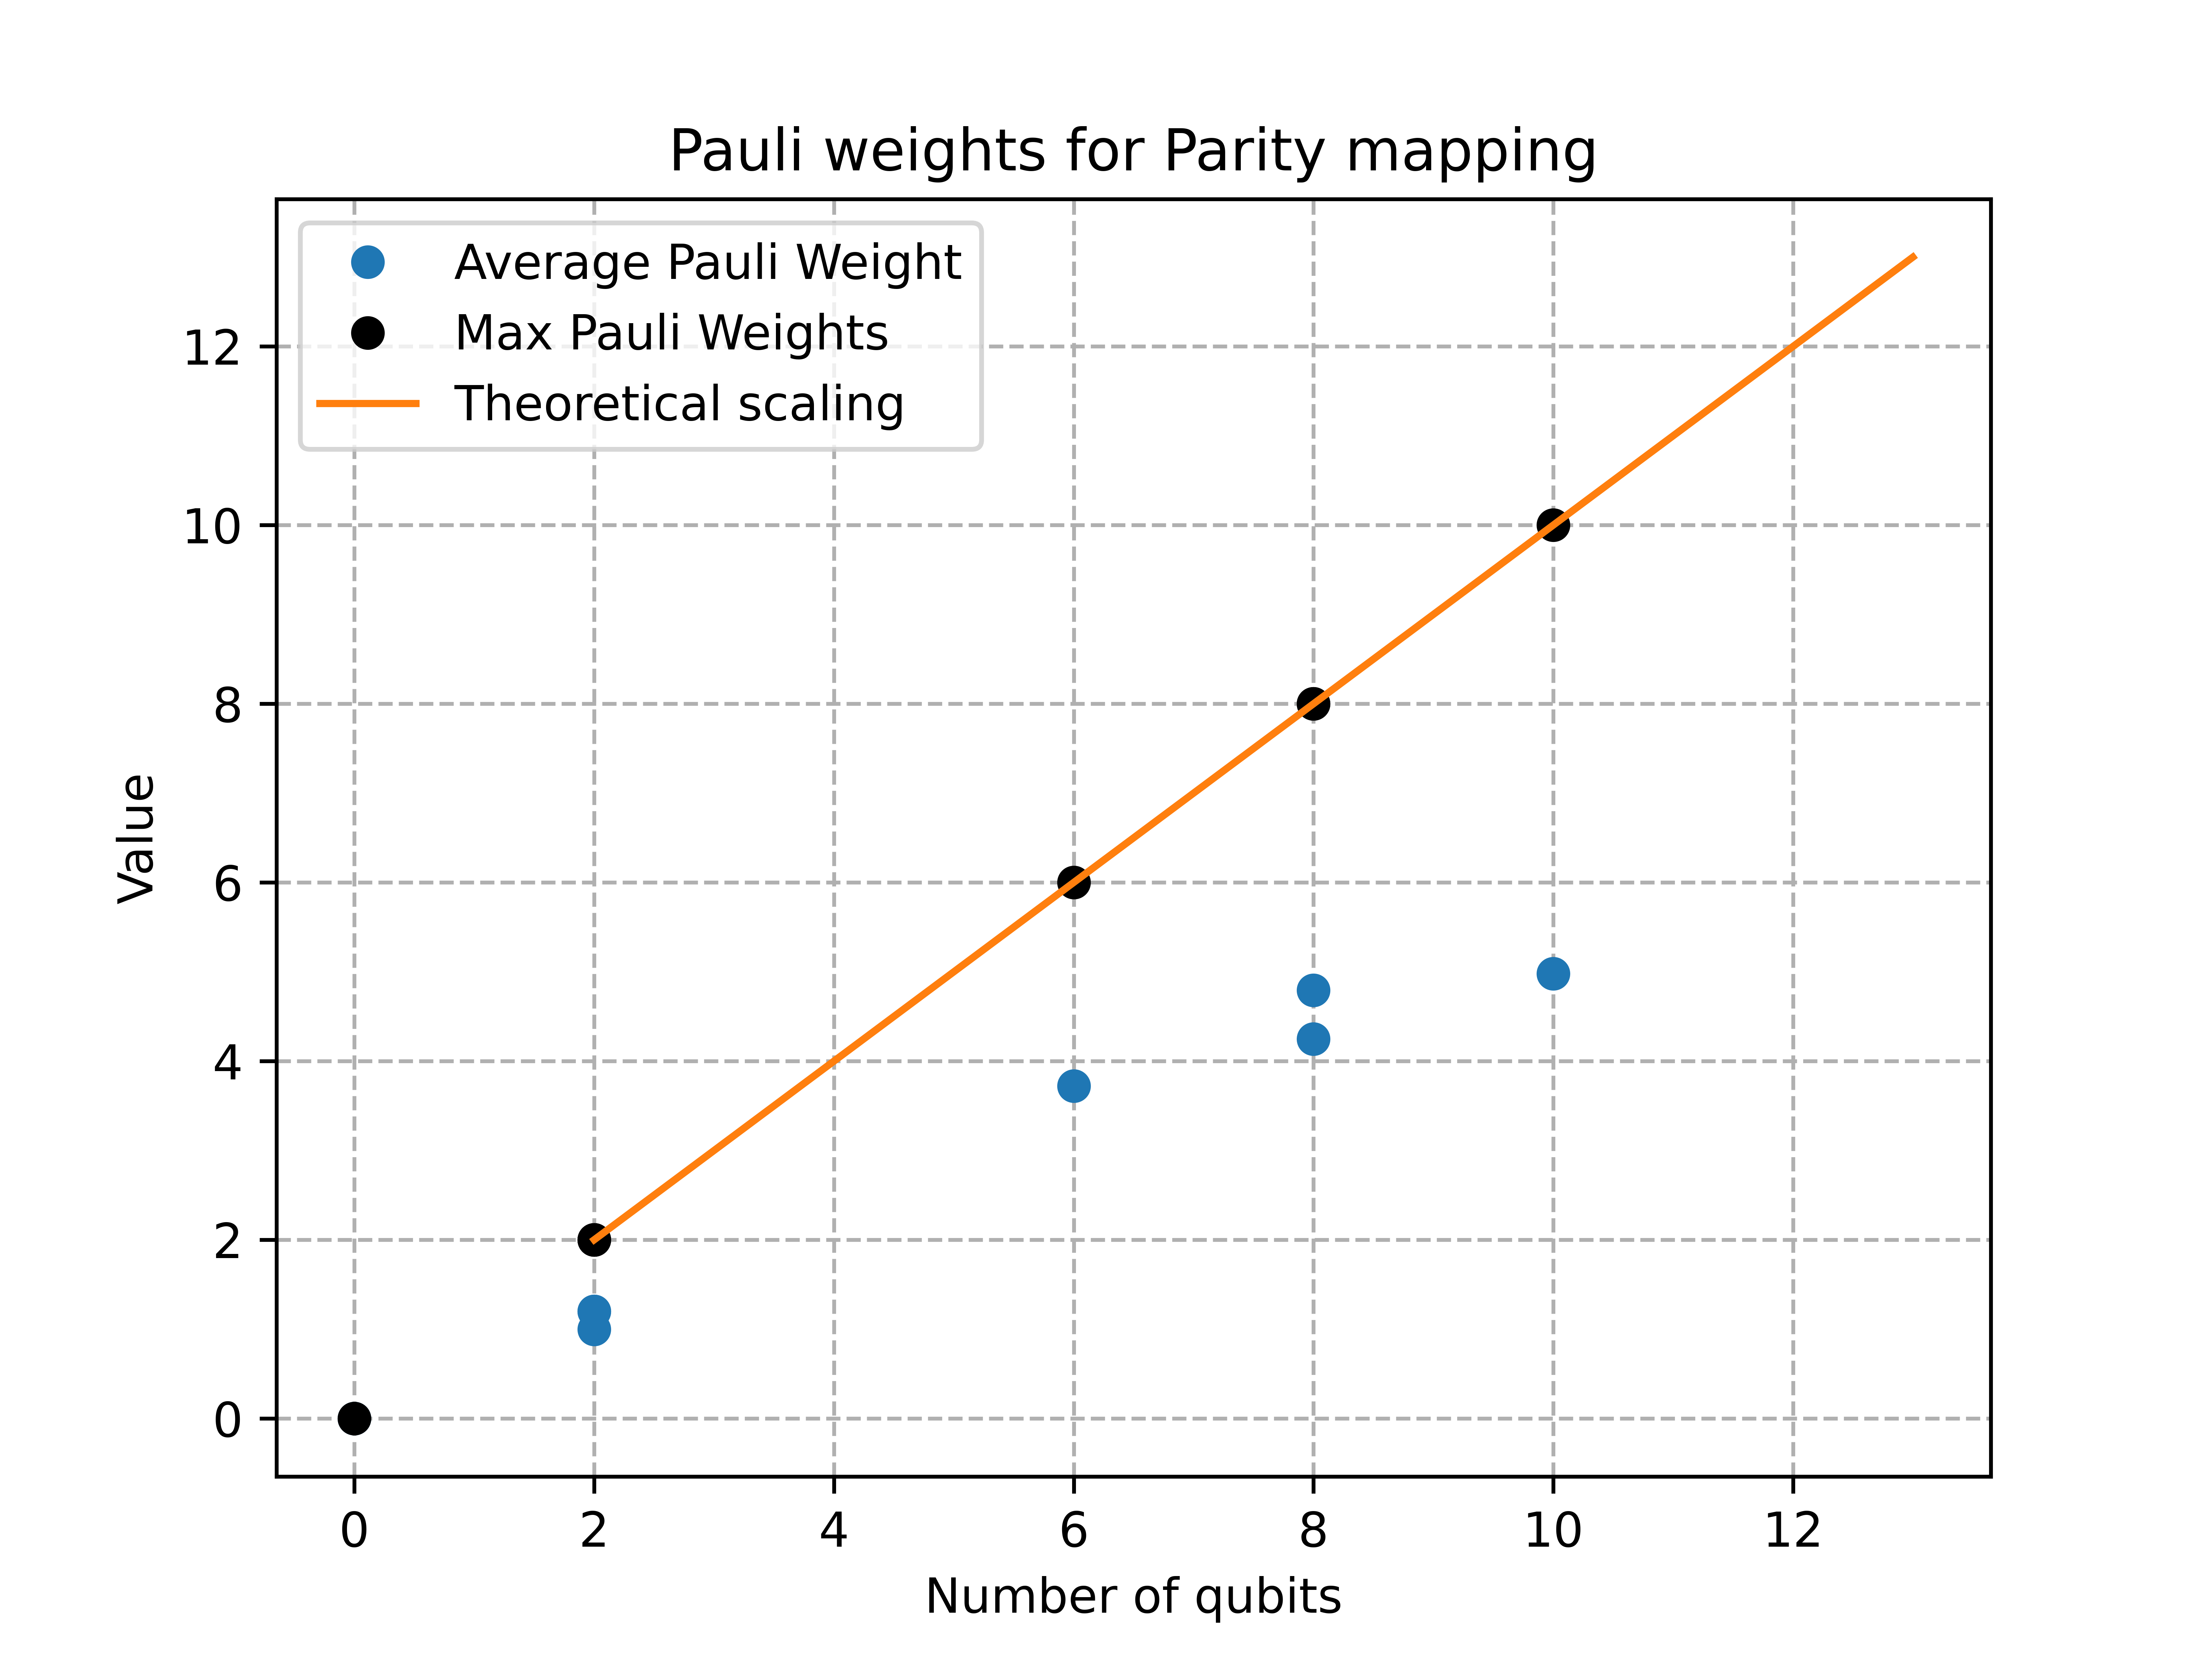 Pauli weights for Parity mapping
Average Pauli Weight
Max Pauli Weights
Theoretical scaling
12
10
8
6
4
2
0
Value
0 2 4 6 8 10 12
Number of qubits